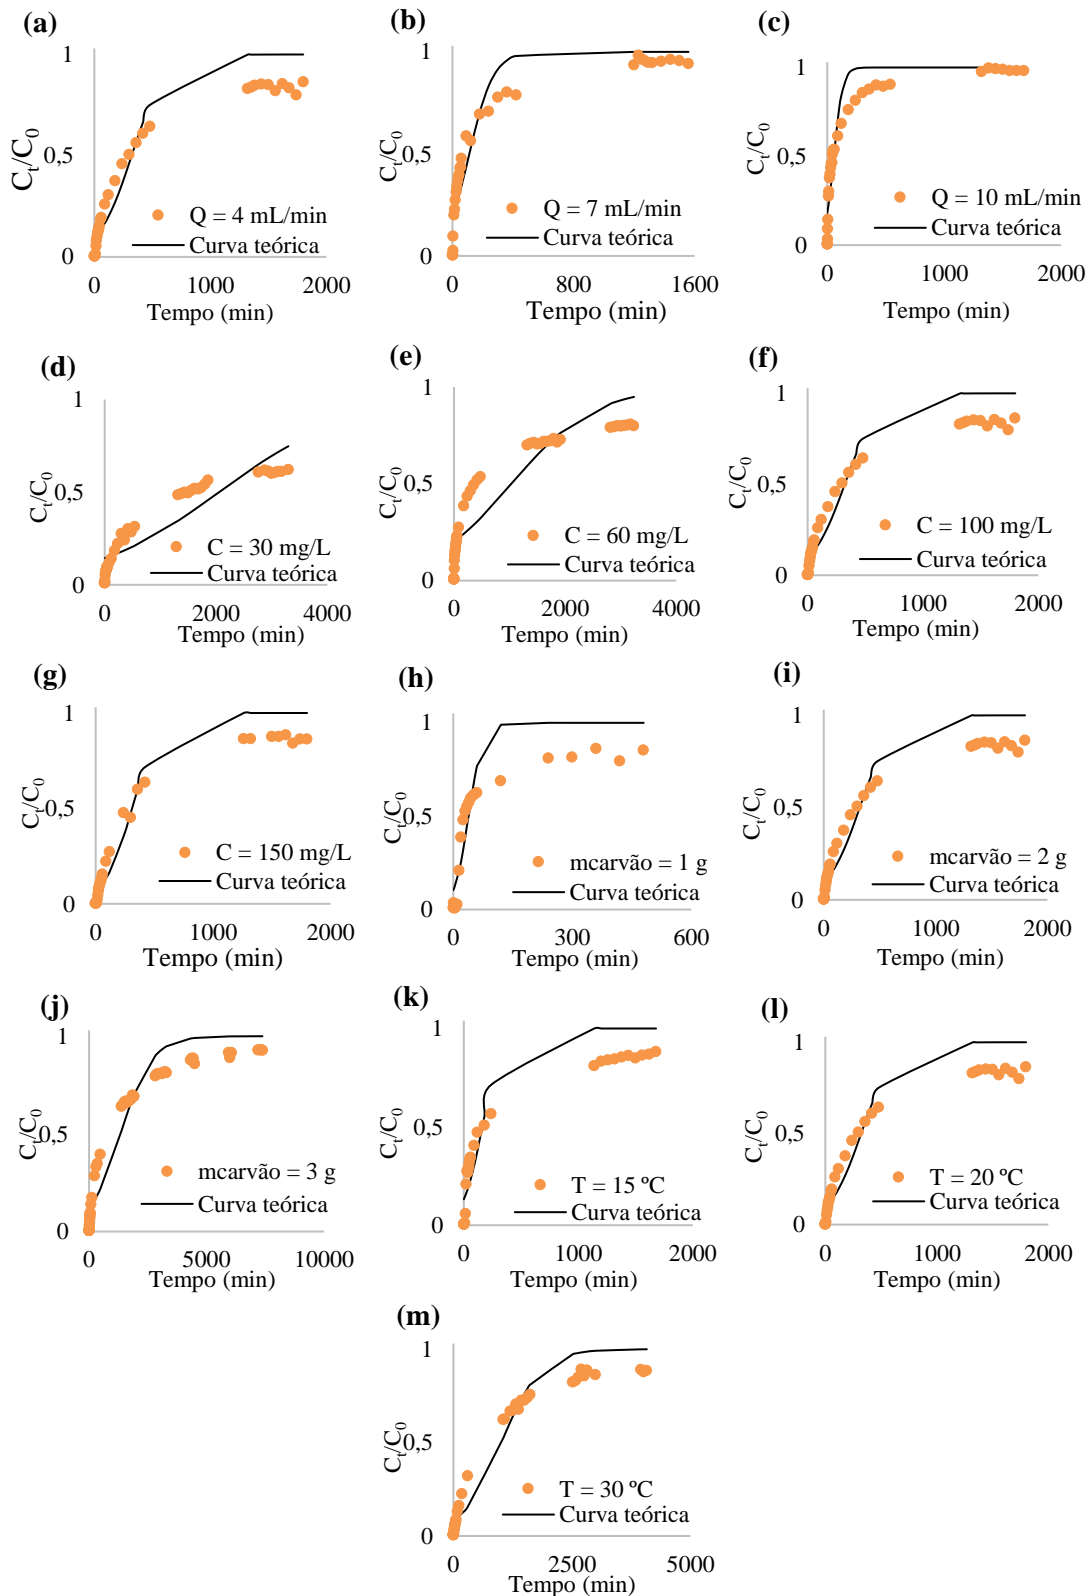 (a)
1
0,5
0
Ct/C0
Q = 4 mL/min
Curva teórica
0 1000 2000
Tempo (min)
(b)
1
0,5
0
Ct/C0
Q = 7 mL/min
Curva teórica
0 800 1600
Tempo (min)
(c)
1
0,5
0
Ct/C0
Q = 10 mL/min
Curva teórica
0 1000 2000
Tempo (min)
(d)
1
0,5
0
Ct/C0
C = 30 mg/L
Curva teórica
0 2000 4000
Tempo (min)
(e)
1
0,5
0
Ct/C0
C = 60 mg/L
Curva teórica
0 2000 4000
Tempo (min)
(f)
1
0,5
0
Ct/C0
C = 100 mg/L
Curva teórica
0 1000 2000
Tempo (min)
(g)
1
0,5
0
Ct/C0
C = 150 mg/L
Curva teórica
0 1000 2000
Tempo (min)
(h)
1
0,5
0
Ct/C0
mcarvão = 1 g
Curva teórica
0 300 600
Tempo (min)
(i)
1
0,5
0
Ct/C0
mcarvão = 2 g
Curva teórica
0 1000 2000
Tempo (min)
(j)
1
0,5
0
Ct/C0
mcarvão = 3 g
Curva teórica
0 5000 10000
Tempo (min)
(k)
1
0,5
0
Ct/C0
T = 15 ºC
Curva teórica
0 1000 2000
Tempo (min)
(l)
1
0,5
0
Ct/C0
T = 20 ºC
Curva teórica
0 1000 2000
Tempo (min)
(m)
1
0,5
0
Ct/C0
T = 30 ºC
Curva teórica
0 2500 5000
Tempo (min)